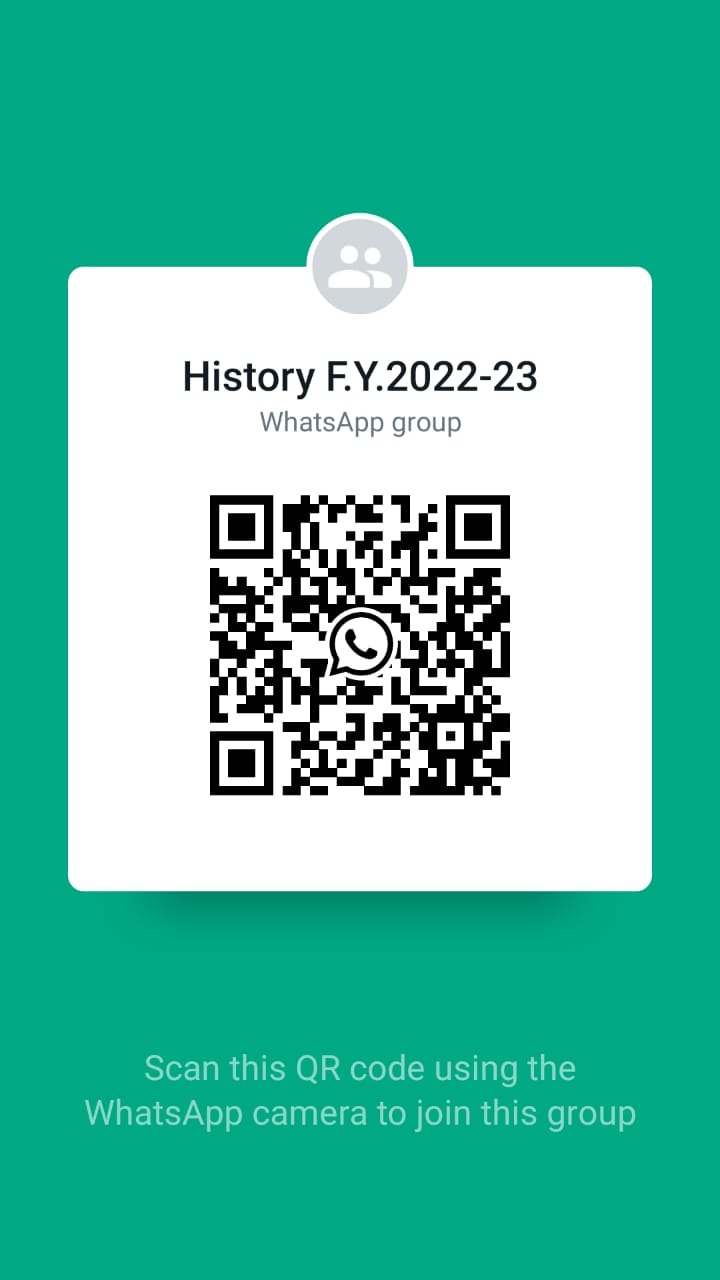 History F.Y.2022-23
WhatsApp group
Scan this QR code using the
WhatsApp camera to join this group